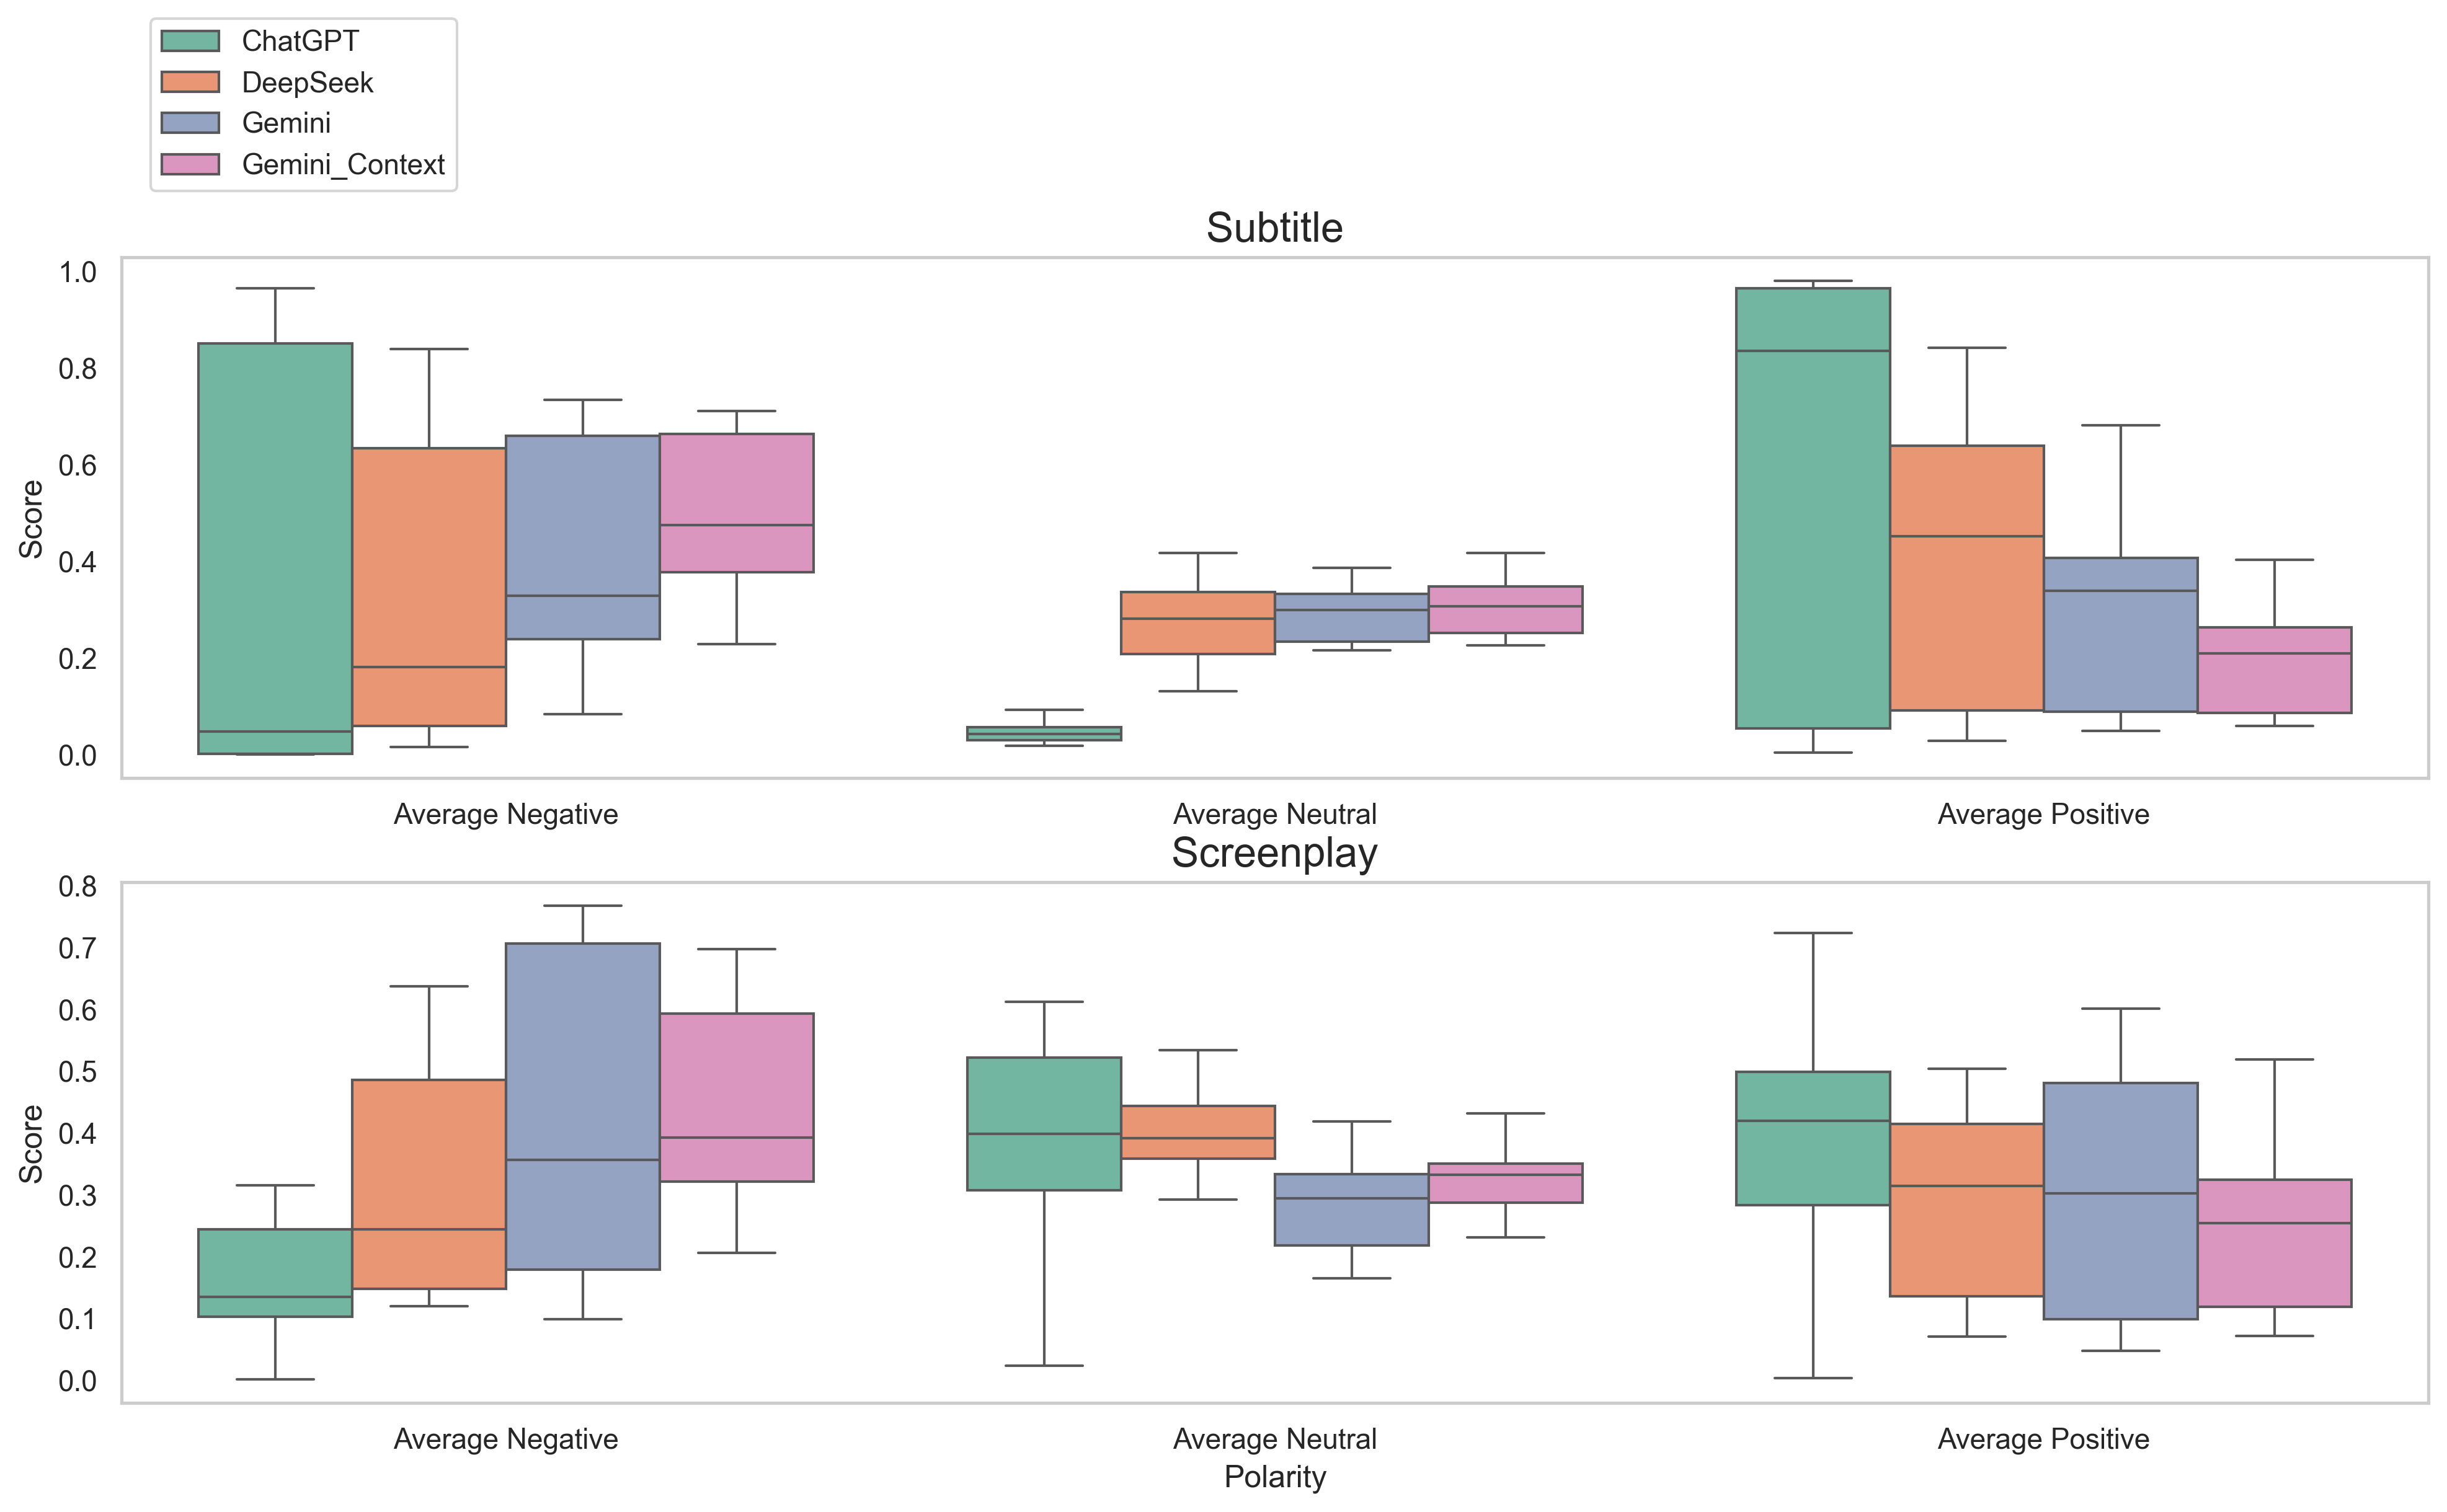 ChatGPT
DeepSeek
Gemini
Gemini_Context
Subtitle
1.0
0.8
0.6
0.4
0.2
0.0
Score
Average Negative
Average Neutral
Average Positive
Screenplay
0.8
0.7
0.6
0.5
0.4
0.3
0.2
0.1
0.0
Score
Average Negative
Average Neutral
Average Positive
Polarity